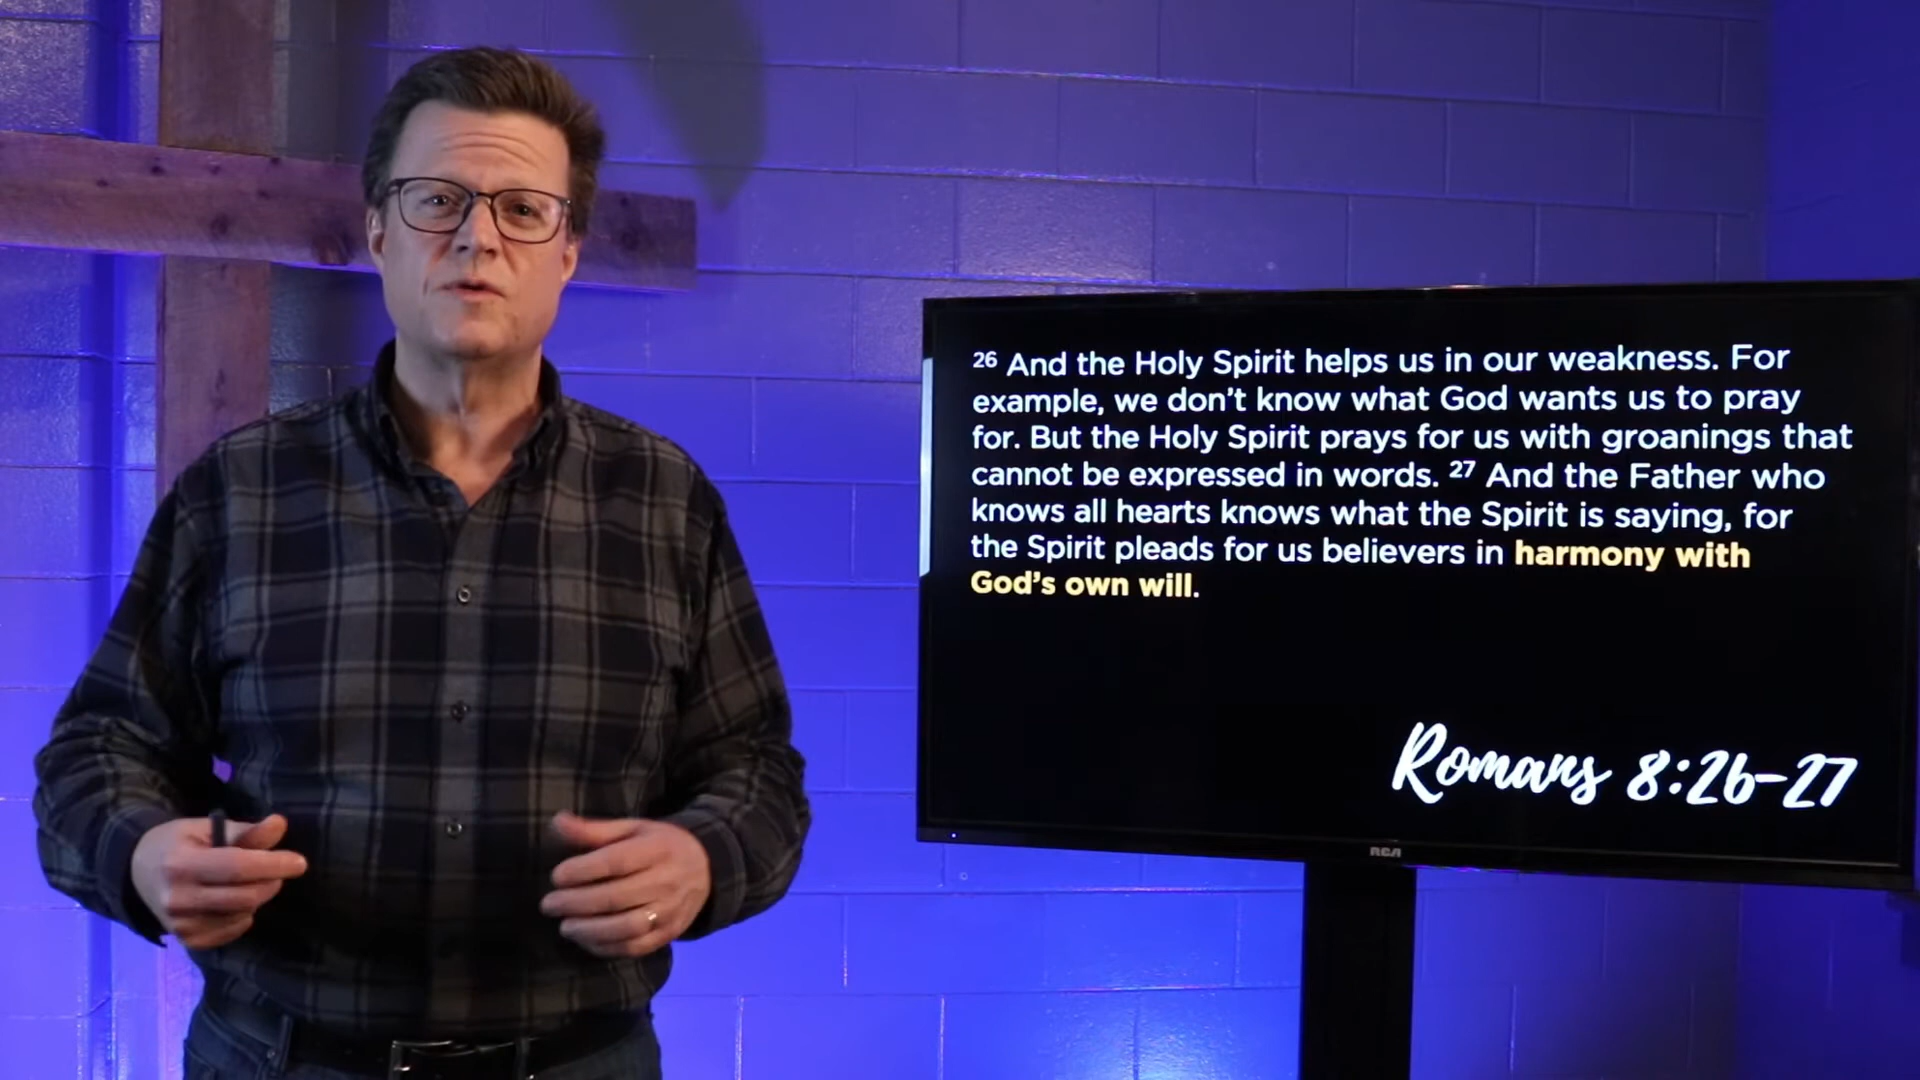 26 And the Holy Spirit helps us in our weakness. For
example, we don't know what God wants us to pray
for. But the Holy Spirit prays for us with groanings that
cannot be expressed in words. 27 And the Father who
knows all hearts knows what the Spirit is saying, for
the Spirit pleads for us believers in harmony with
God's own will.
Romans 8:26-27
RCA